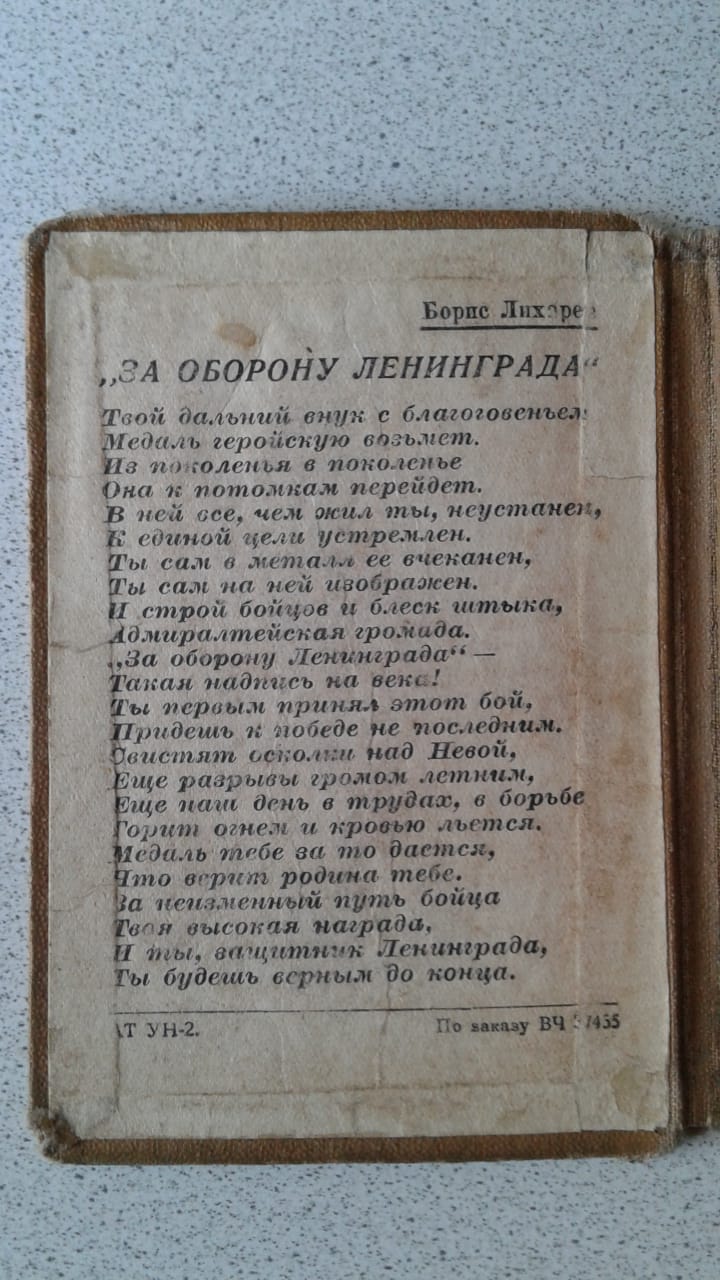 Борис Лихарев
„ЗА ОБОРОНУ ЛЕНИНГРАДА“
Твой дальний внук с благоговеньем
Медаль геройскую возьмет.
Из поколенья в поколенье
Она к потомкам перейдет.
В ней все, чем жил ты, неустанен,
К единой цели устремлен.
Ты сам в металл ее вчеканен,
Ты сам на ней изображен.
И строй бойцов и блеск штыка,
Адмиралтейская громада.
„За оборону Ленинграда“ —
Такая надпись на века!
Ты первым принял этот бой,
Придешь к победе не последним.
Свистят осколки над Невой,
Еще разрывы громом летним,
Еще наш день в трудах, в борьбе
Горит огнем и кровью льется.
Медаль тебе за то дается,
Что верит родина тебе.
За неизменный путь бойца
Твоя высокая награда,
И ты, защитник Ленинграда,
Ты будешь верным до конца.
УН-2. По заказу ВЧ